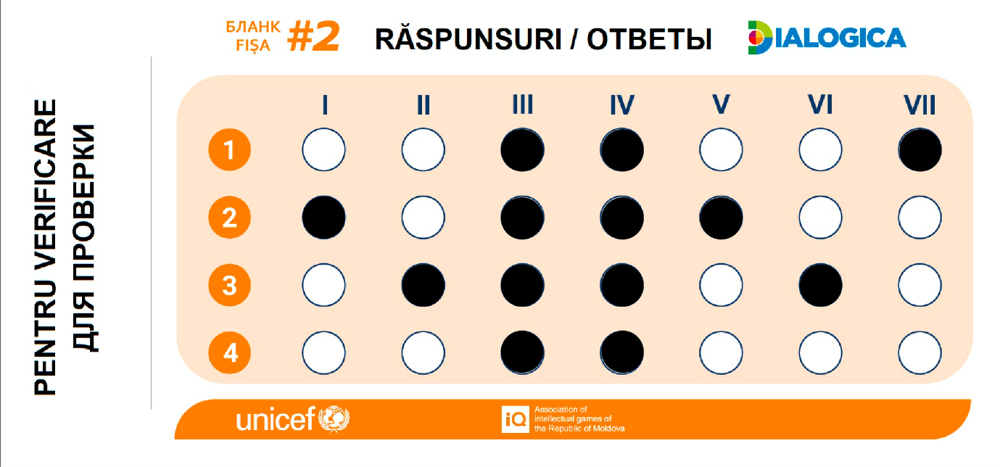 БЛАНК
FIȘA
#2
RĂSPUNSURI / ОТВЕТЫ
DIALOGICA
PENTRU VERIFICARE
ДЛЯ ПРОВЕРКИ
I II III IV V VI VII
1
2
3
4
unicef
iQ
Association of
intellectual games of
the Republic of Moldova